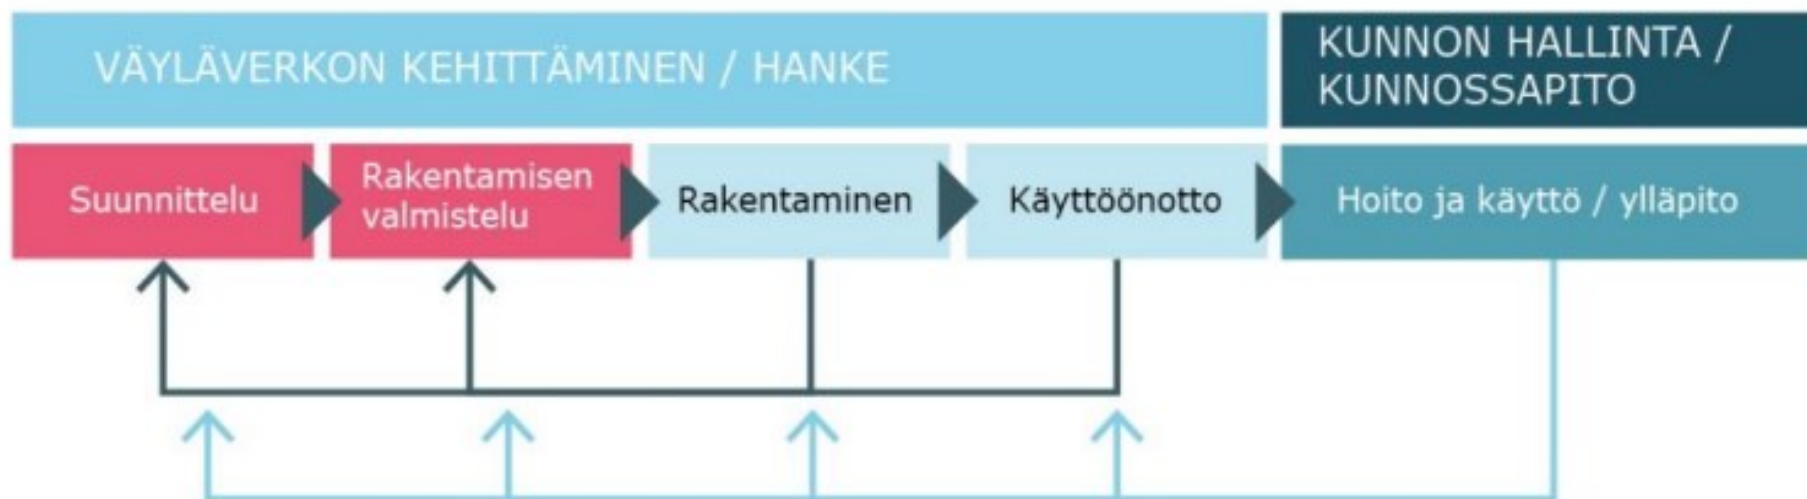 VÄYLÄVERKON KEHITTÄMINEN / HANKE
KUNNON HALLINTA /
KUNNOSSAPITO
Suunnittelu
Rakentamisen
valmistelu
Rakentaminen
Käyttöönotto
Hoito ja käyttö / ylläpito